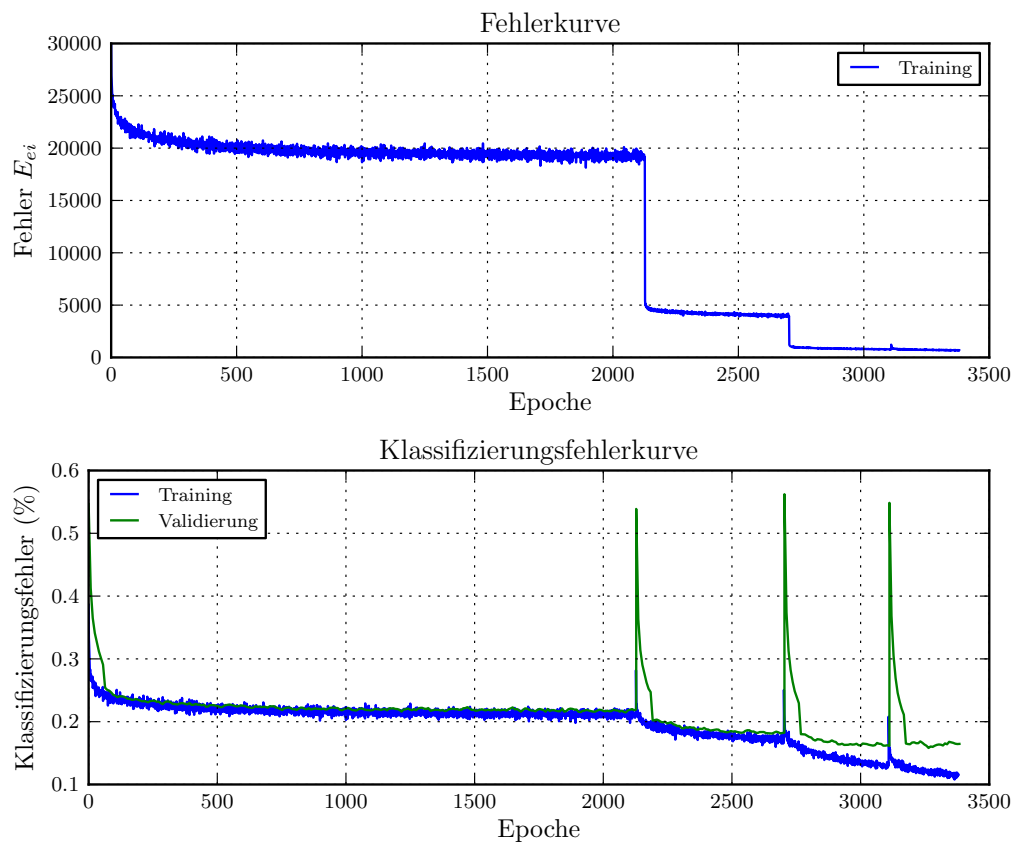 Fehlerkurve
30000
25000
20000
15000
10000
5000
0
Fehler E_{ei}
Training
0 500 1000 1500 2000 2500 3000 3500
Epoche
Klassifizierungsfehlerkurve
0.6
0.5
0.4
0.3
0.2
0.1
Klassifizierungsfehler (%)
Training
Validierung
0 500 1000 1500 2000 2500 3000 3500
Epoche